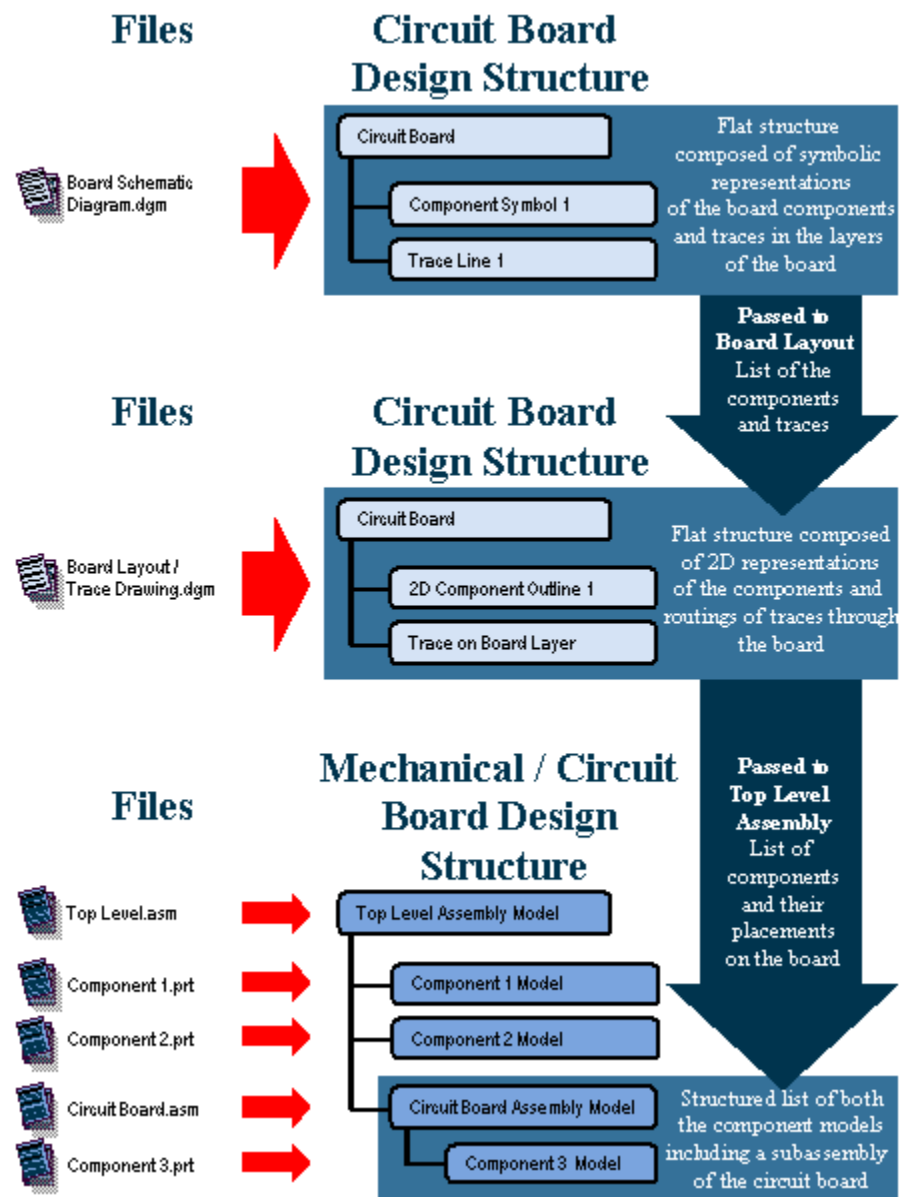 Files
Circuit Board
Design Structure
Board Schematic
Diagram.dgm
Circuit Board
Component Symbol 1
Trace Line 1
Flat structure
composed of symbolic
representations
of the board components
and traces in the layers
of the board
Passed to
Board Layout
List of the
components
and traces
Files
Circuit Board
Design Structure
Board Layout /
Trace Drawing.dgm
Circuit Board
2D Component Outline 1
Trace on Board Layer
Flat structure composed
of 2D representations
of the components and
routings of traces through
the board
Passed to
Top Level
Assembly
List of
components
and their
placements
on the board
Files
Mechanical / Circuit
Board Design
Structure
Top Level.asm
Top Level Assembly Model
Component 1.prt
Component 1 Model
Component 2.prt
Component 2 Model
Circuit Board.asm
Circuit Board Assembly Model
Component 3.prt
Component 3 Model
Structured list of both
the component models
including a subassembly
of the circuit board